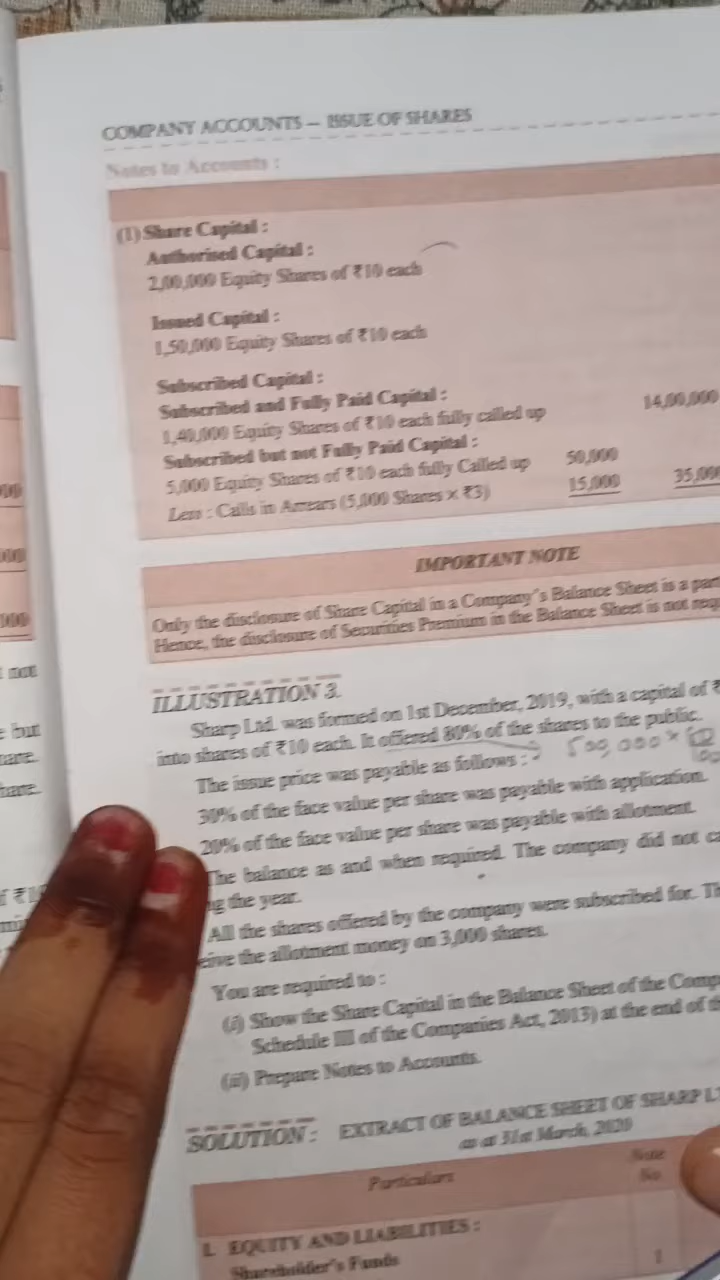 COMPANY ACCOUNTS – ISSUE OF SHARES
Notes to Accounts :
(1) Share Capital :
Authorised Capital :
2,00,000 Equity Shares of ₹10 each
Issued Capital :
1,50,000 Equity Shares of ₹10 each
Subscribed Capital :
Subscribed and Fully Paid Capital :
1,40,000 Equity Shares of ₹10 each fully called up 14,00,000
Subscribed but not Fully Paid Capital :
5,000 Equity Shares of ₹10 each fully Called up 50,000
Less : Calls in Arrears (5,000 Shares × ₹3) 15,000 35,00
IMPORTANT NOTE
Only the disclosure of Share Capital in a Company's Balance Sheet is a par
Hence, the disclosure of Securities Premium in the Balance Sheet is not req
ILLUSTRATION 3.
Sharp Ltd. was formed on 1st December, 2019, with a capital of ₹
into shares of ₹10 each. It offered 80% of the shares to the public.
The issue price was payable as follows :
30% of the face value per share was payable with application.
20% of the face value per share was payable with allotment.
The balance as and when required. The company did not ca
g the year.
All the shares offered by the company were subscribed for. Th
eive the allotment money on 3,000 shares.
You are required to :
(i) Show the Share Capital in the Balance Sheet of the Comp
Schedule III of the Companies Act, 2013) at the end of th
(ii) Prepare Notes to Accounts.
SOLUTION : EXTRACT OF BALANCE SHEET OF SHARP LT
as at 31st March, 2020
Particulars Note No
I. EQUITY AND LIABILITIES :
Shareholder's Funds 1